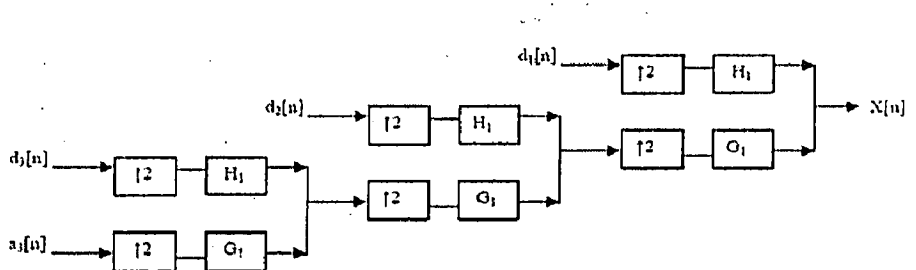 d₁[n] ↑2 H₁
d₂[n] ↑2 H₁ X[n]
↑2 G₁
d₃[n] ↑2 H₁
↑2 G₁
a₃[n] ↑2 G₁